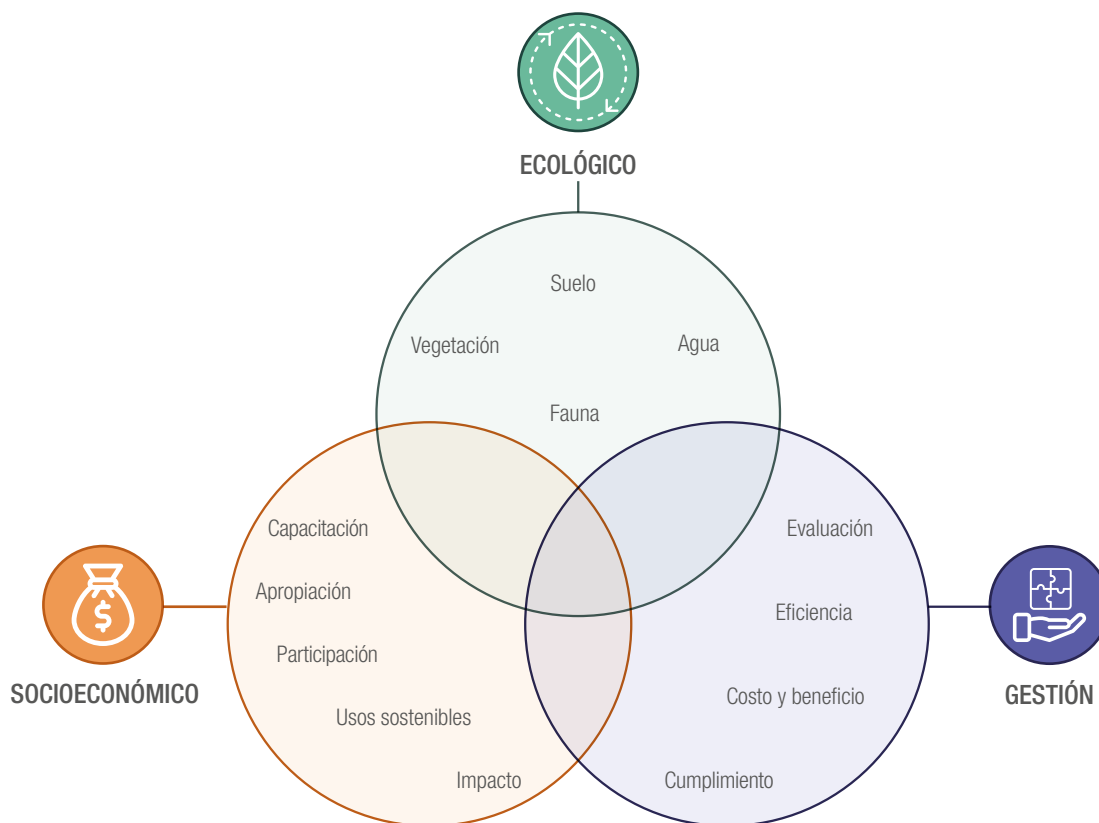 ECOLÓGICO
Suelo
Vegetación
Agua
Fauna
Capacitación
Apropiación
Participación
Usos sostenibles
Impacto
SOCIOECONÓMICO
$
Evaluación
Eficiencia
Costo y beneficio
Cumplimiento
GESTIÓN